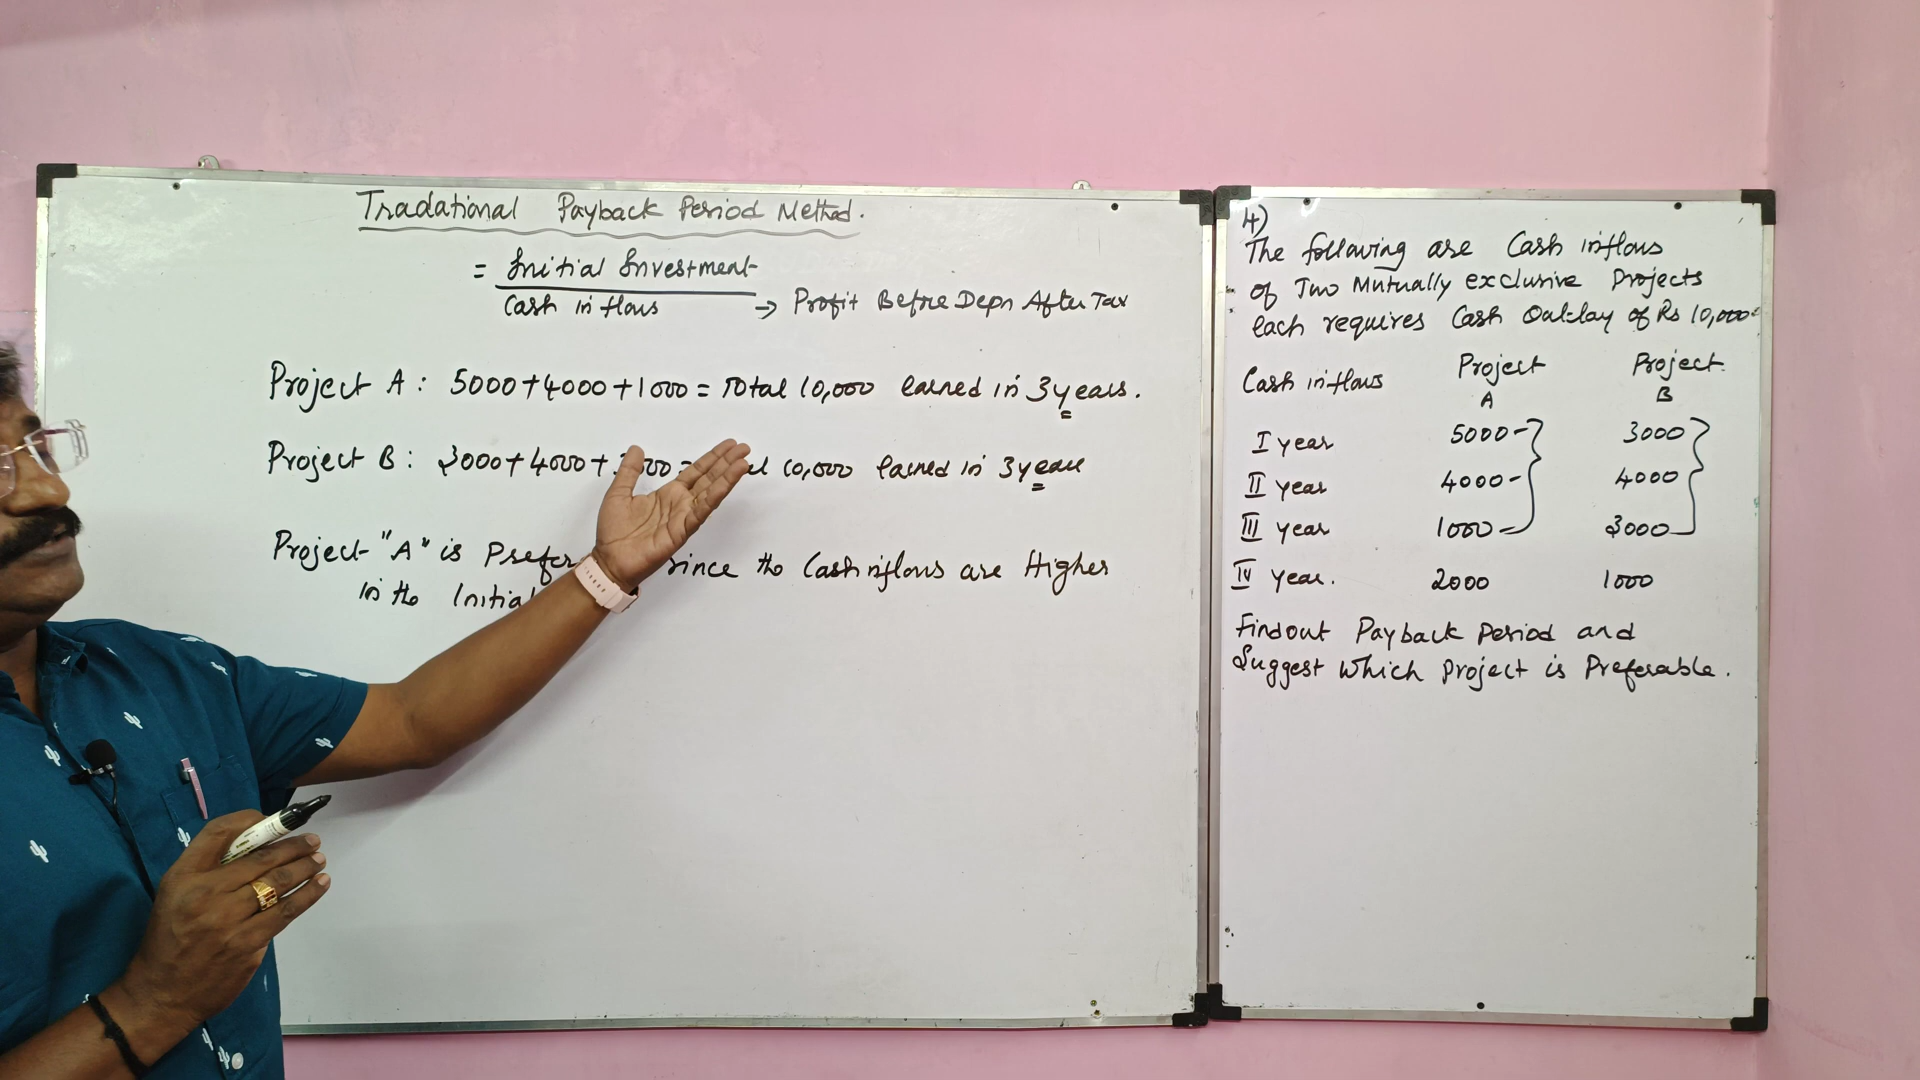 Tradational Payback Period Method.
= Initial Investment
Cash in flows → Profit Before Depn After Tax
Project A : 5000+4000+1000 = Total 10,000 earned in 3 years.
Project B : 3000+4000+ 10,000 earned in 3 years
Project "A" is since the Cash inflows are Higher
in the Initial
4)
The following are Cash inflows
of Two Mutually exclusive Projects
each requires Cash Outlay of Rs 10,000=
Cash inflows Project Project
A B
I year 5000 3000
II year 4000 4000
III year 1000 3000
IV year. 2000 1000
Findout Payback Period and
Suggest Which Project is Preferable.